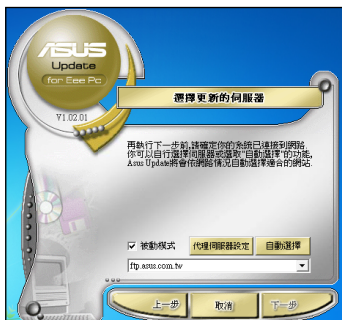 ASUS
Update
for Eee Pc
V1.02.01
選擇更新的伺服器
再執行下一步前,請確定你的系統已連接到網路.
你可以自行選擇伺服器或選取"自動選擇"的功能,
Asus Update將會依網路情況自動選擇適合的網站.
被動模式
代理伺服器設定
自動選擇
ftp.asus.com.tw
上一步
取消
下一步